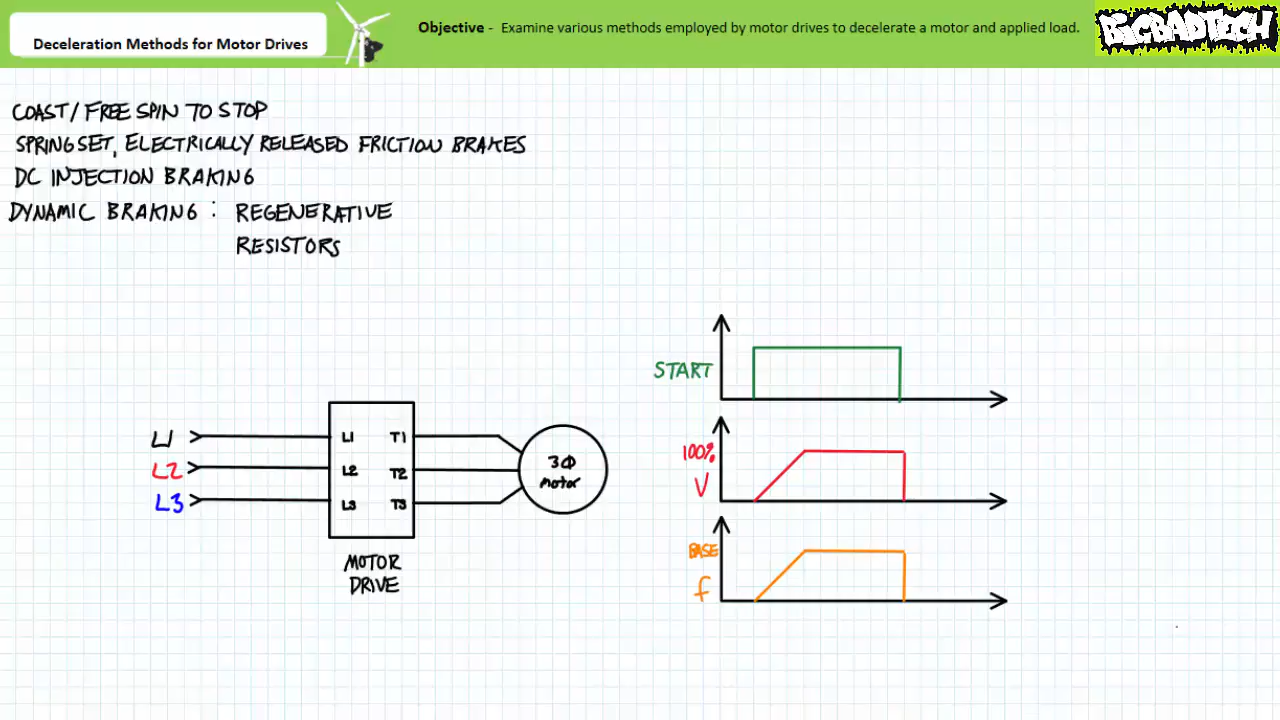 Deceleration Methods for Motor Drives
Objective - Examine various methods employed by motor drives to decelerate a motor and applied load.
BIGBADTECH
COAST/FREE SPIN TO STOP
SPRING SET, ELECTRICALLY RELEASED FRICTION BRAKES
DC INJECTION BRAKING
DYNAMIC BRAKING : REGENERATIVE
RESISTORS
START
100%
V
BASE
f
L1
L2
L3
L1 T1
L2 T2
L3 T3
3Φ
motor
MOTOR
DRIVE